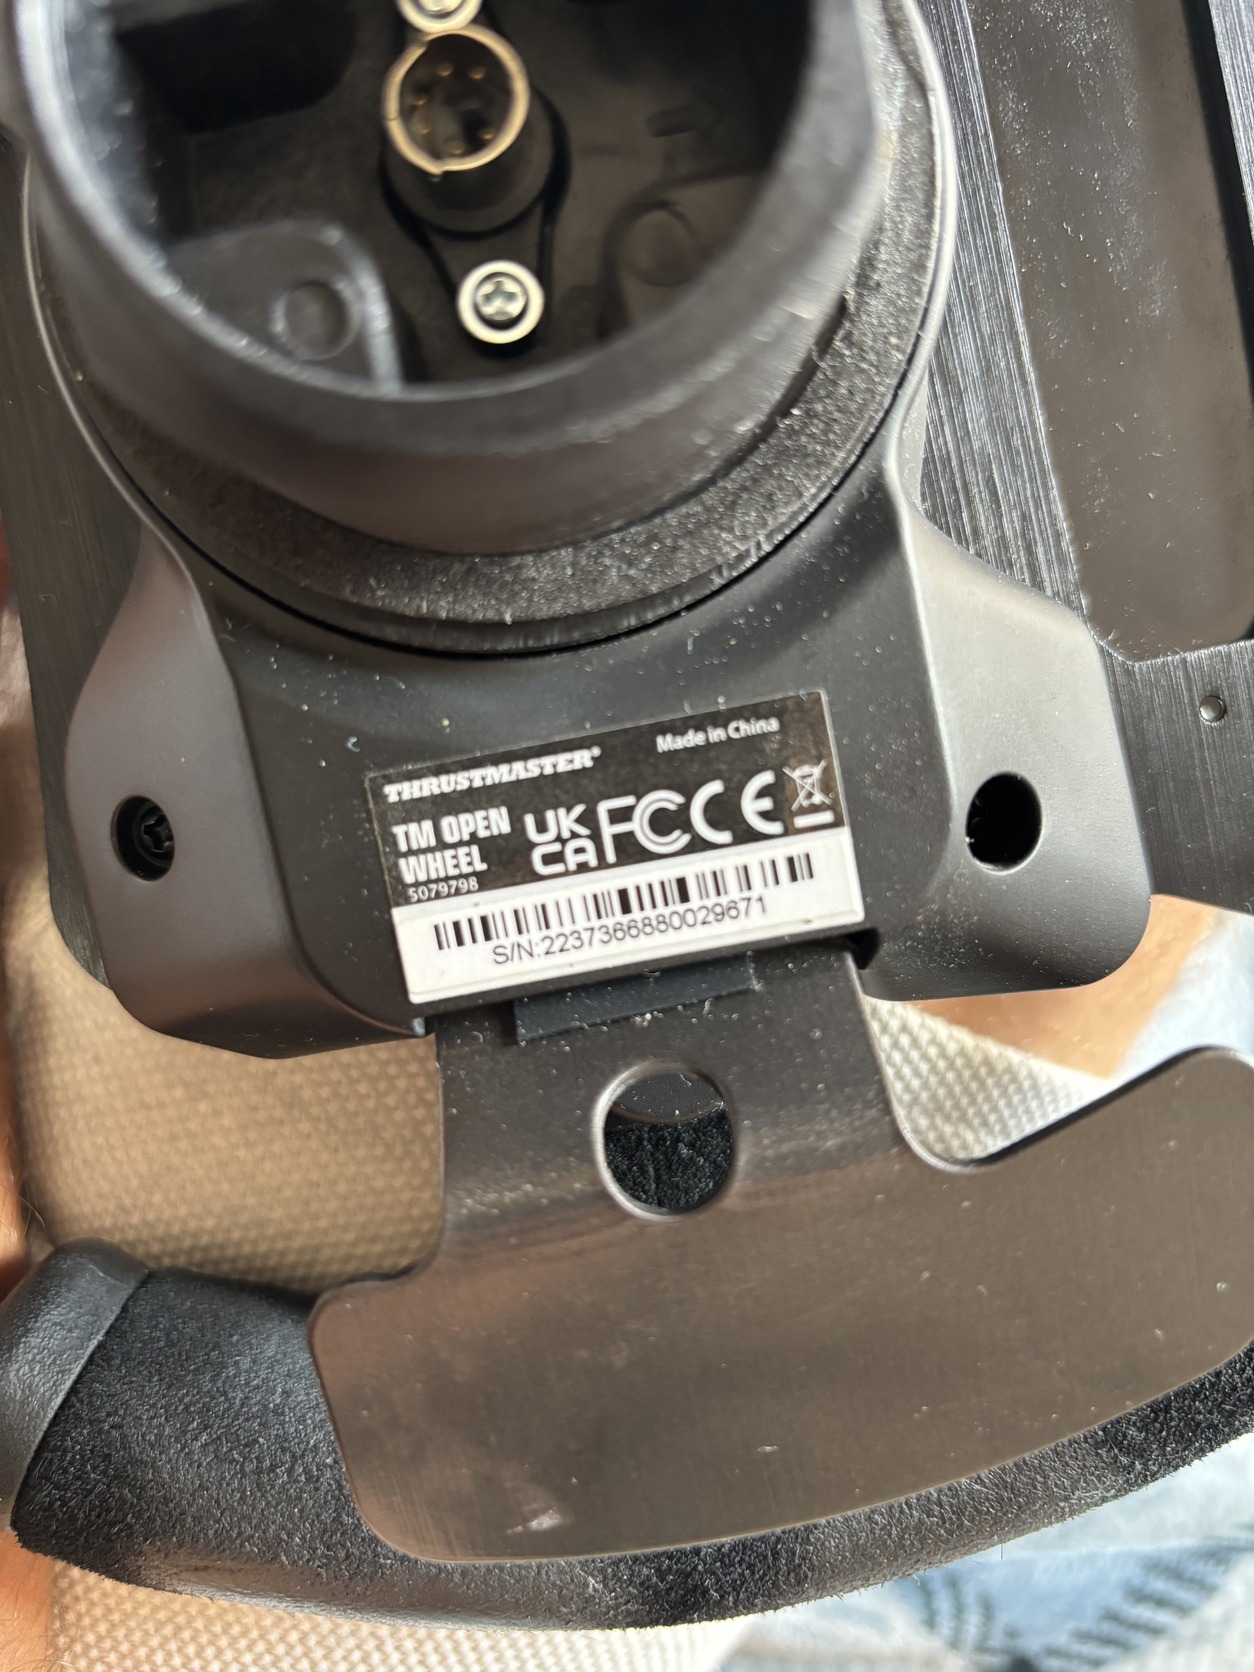 THRUSTMASTER®
Made in China
TM OPEN
WHEEL
5079798
UK
CA
FC CE
S/N:2237366880029671